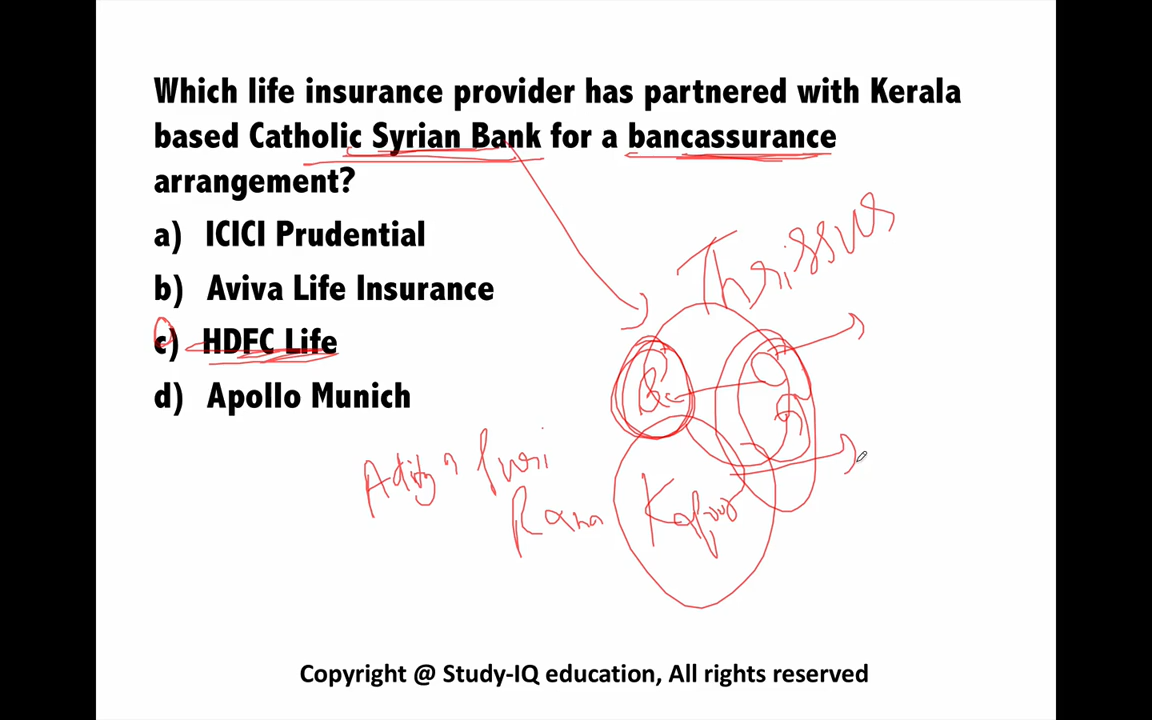 Which life insurance provider has partnered with Kerala
based Catholic Syrian Bank for a bancassurance
arrangement?
a) ICICI Prudential
b) Aviva Life Insurance
c) HDFC Life
d) Apollo Munich
Thrissur
Aditya Puri
Rana Kapoor
Copyright @ Study-IQ education, All rights reserved